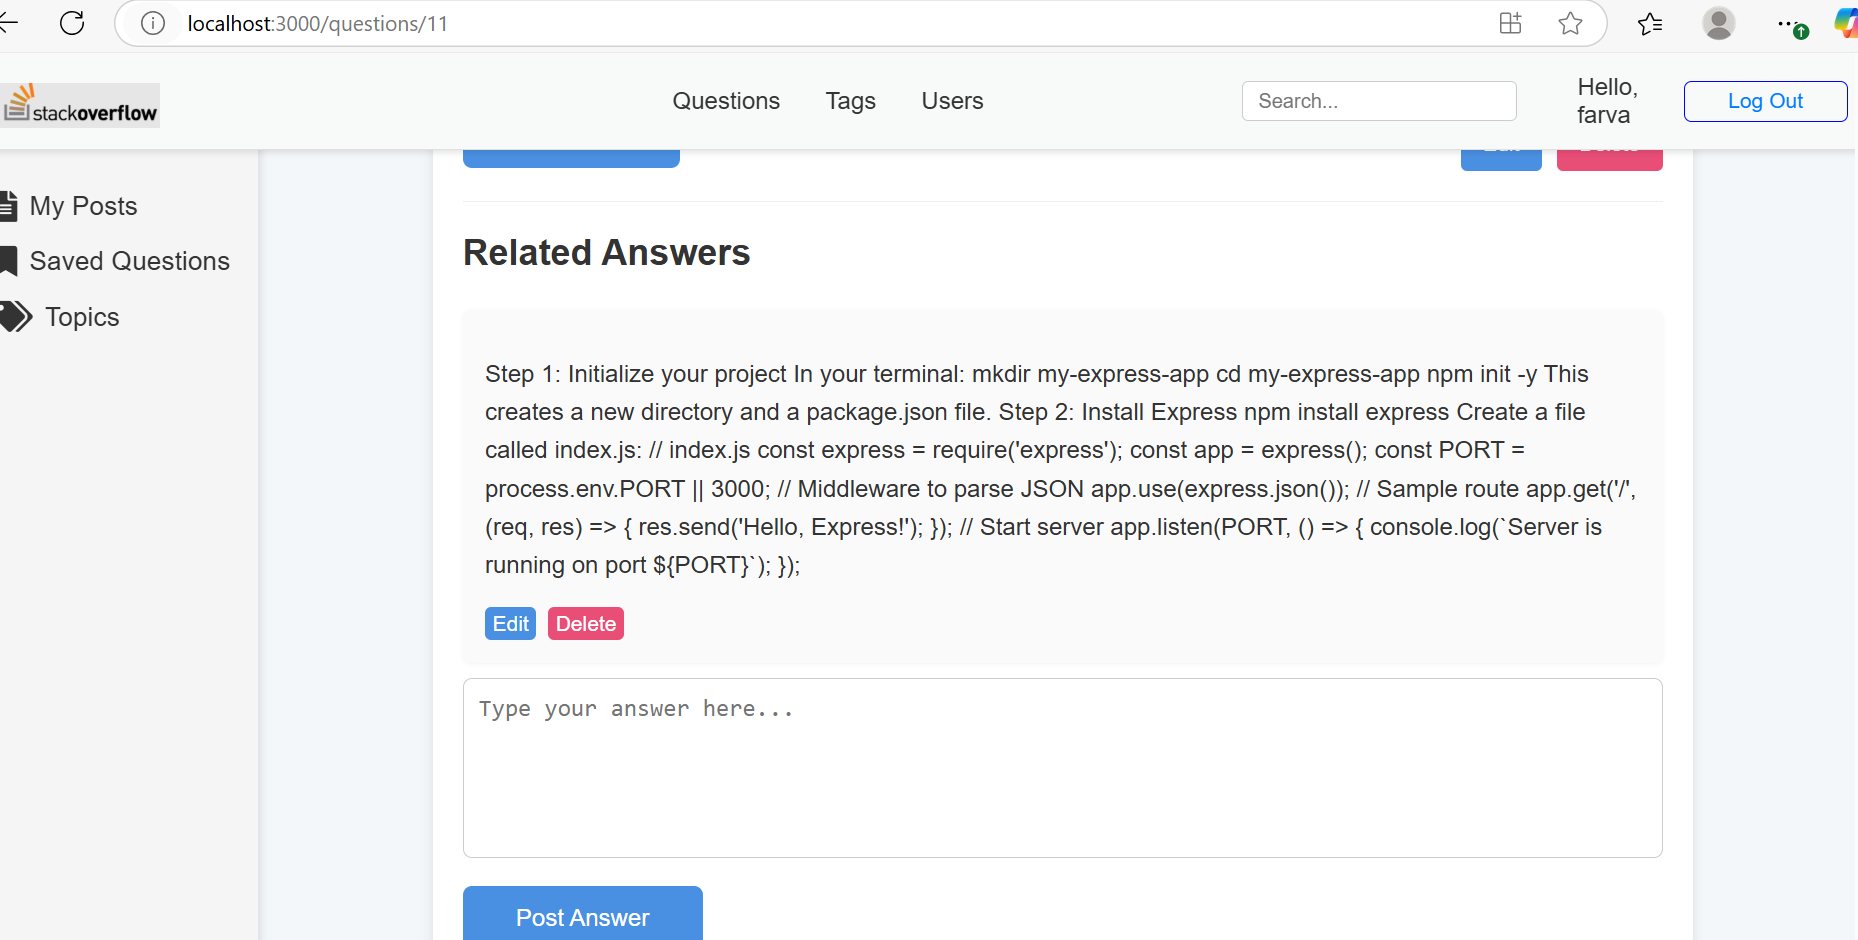 localhost:3000/questions/11
stackoverflow
Questions
Tags
Users
Search...
Hello,
farva
Log Out
My Posts
Saved Questions
Topics
Related Answers
Step 1: Initialize your project In your terminal: mkdir my-express-app cd my-express-app npm init -y This
creates a new directory and a package.json file. Step 2: Install Express npm install express Create a file
called index.js: // index.js const express = require('express'); const app = express(); const PORT =
process.env.PORT || 3000; // Middleware to parse JSON app.use(express.json()); // Sample route app.get('/',
(req, res) => { res.send('Hello, Express!'); }); // Start server app.listen(PORT, () => { console.log(`Server is
running on port ${PORT}`); });
Edit
Delete
Type your answer here...
Post Answer